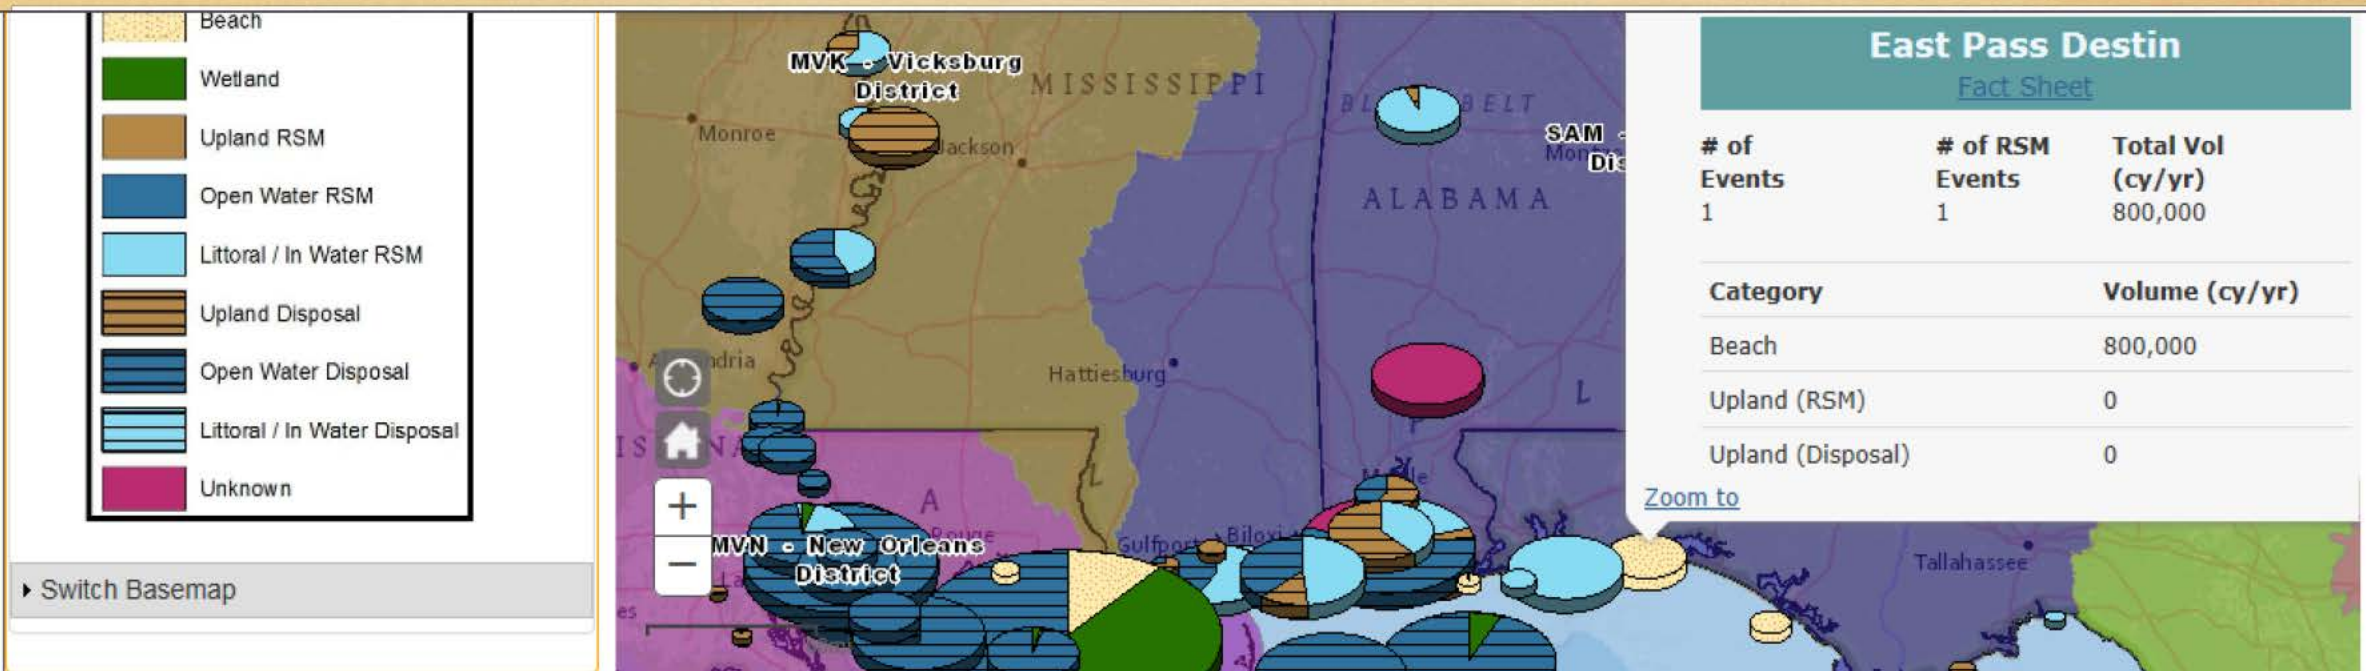 Beach
Wetland
Upland RSM
Open Water RSM
Littoral / In Water RSM
Upland Disposal
Open Water Disposal
Littoral / In Water Disposal
Unknown
Switch Basemap
MVK - Vicksburg
District
MISSISSIPPI
Monroe
Jackson
BELT
SAM -
ALABAMA
Hattiesburg
MVN - New Orleans
District
Rouge
Gulfport
Biloxi
Tallahassee
East Pass Destin
Fact Sheet
# of Events # of RSM Events Total Vol (cy/yr)
1 1 800,000
Category Volume (cy/yr)
Beach 800,000
Upland (RSM) 0
Upland (Disposal) 0
Zoom to